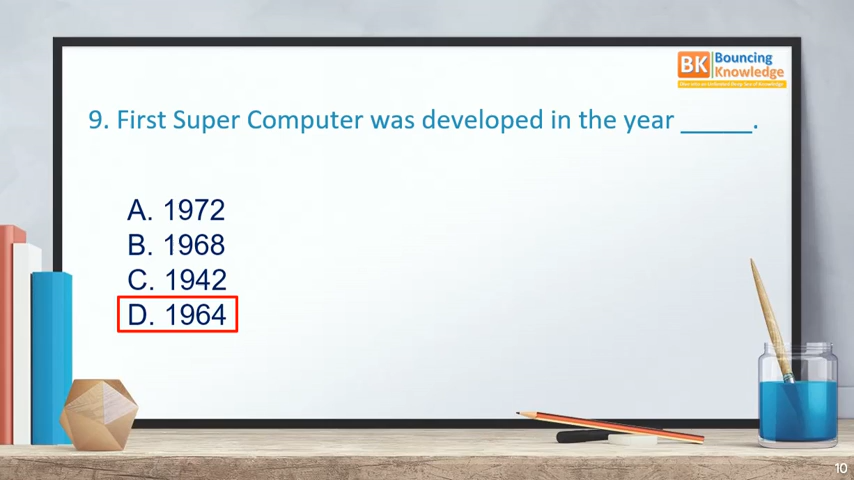 BK Bouncing
Knowledge
9. First Super Computer was developed in the year _____.
A. 1972
B. 1968
C. 1942
D. 1964
10